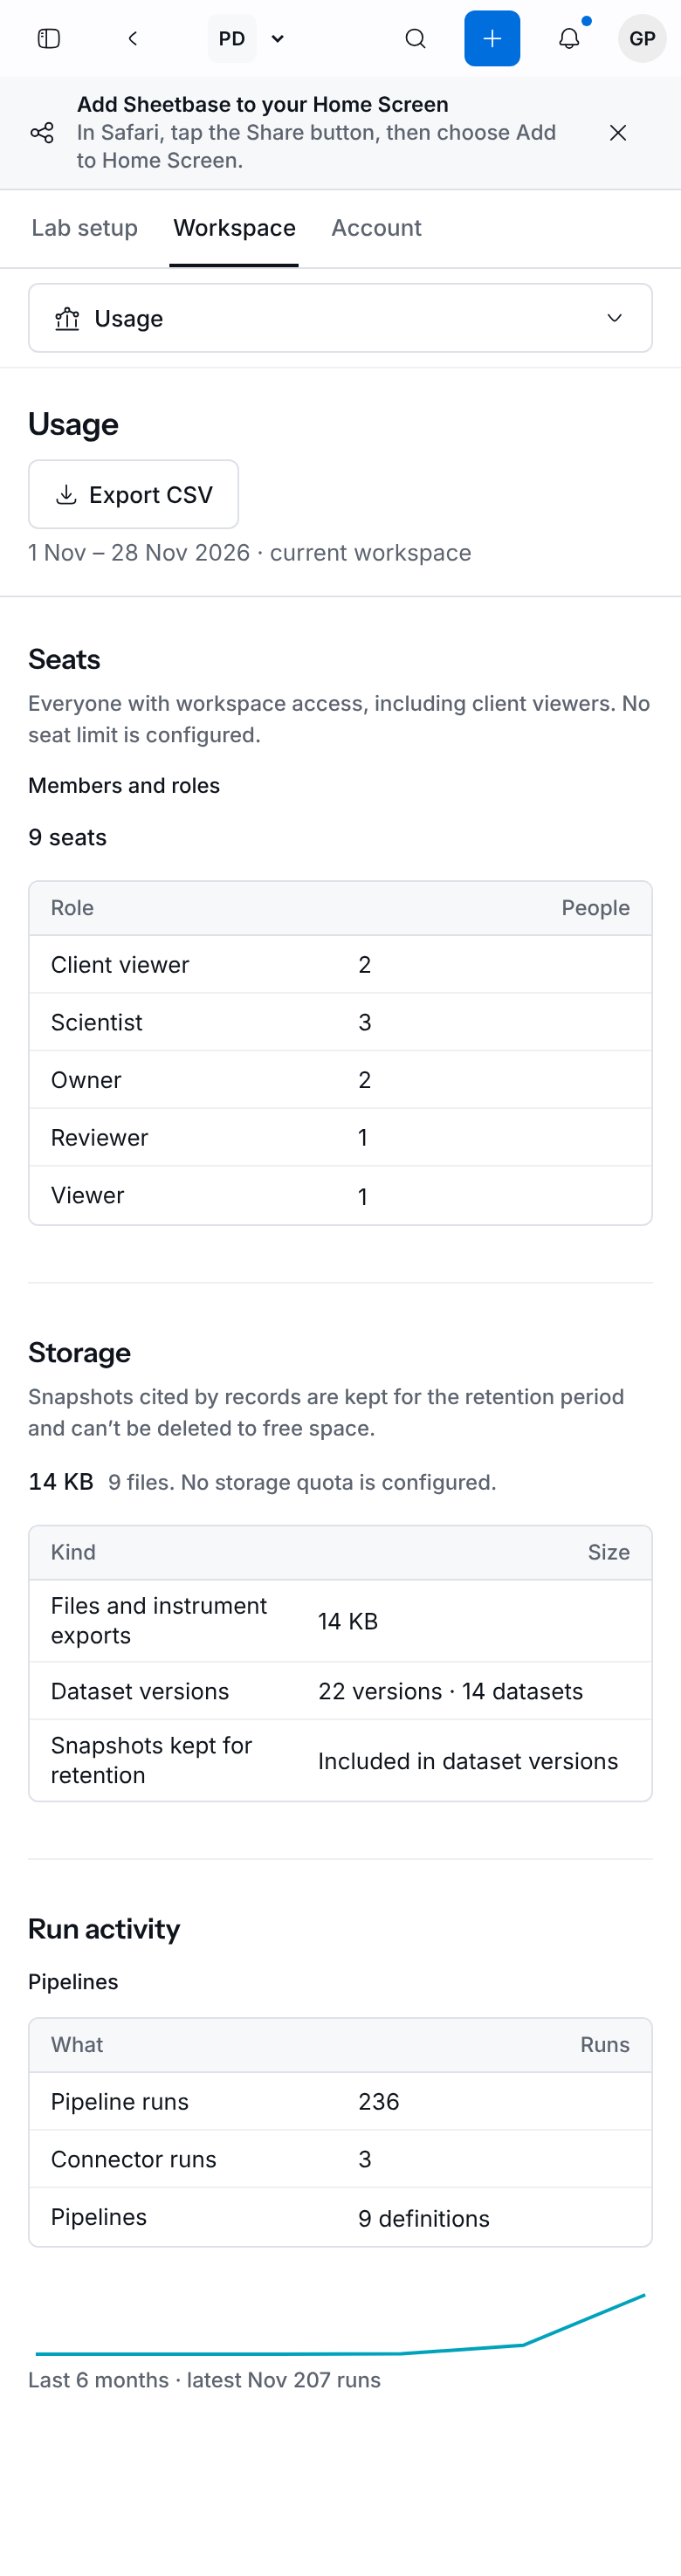 PD
GP
Add Sheetbase to your Home Screen
In Safari, tap the Share button, then choose Add
to Home Screen.
Lab setup Workspace Account
Usage
Usage
Export CSV
1 Nov – 28 Nov 2026 · current workspace
Seats
Everyone with workspace access, including client viewers. No
seat limit is configured.
Members and roles
9 seats
Role People
Client viewer 2
Scientist 3
Owner 2
Reviewer 1
Viewer 1
Storage
Snapshots cited by records are kept for the retention period
and can’t be deleted to free space.
14 KB 9 files. No storage quota is configured.
Kind Size
Files and instrument
exports
14 KB
Dataset versions 22 versions · 14 datasets
Snapshots kept for
retention
Included in dataset versions
Run activity
Pipelines
What Runs
Pipeline runs 236
Connector runs 3
Pipelines 9 definitions
Last 6 months · latest Nov 207 runs